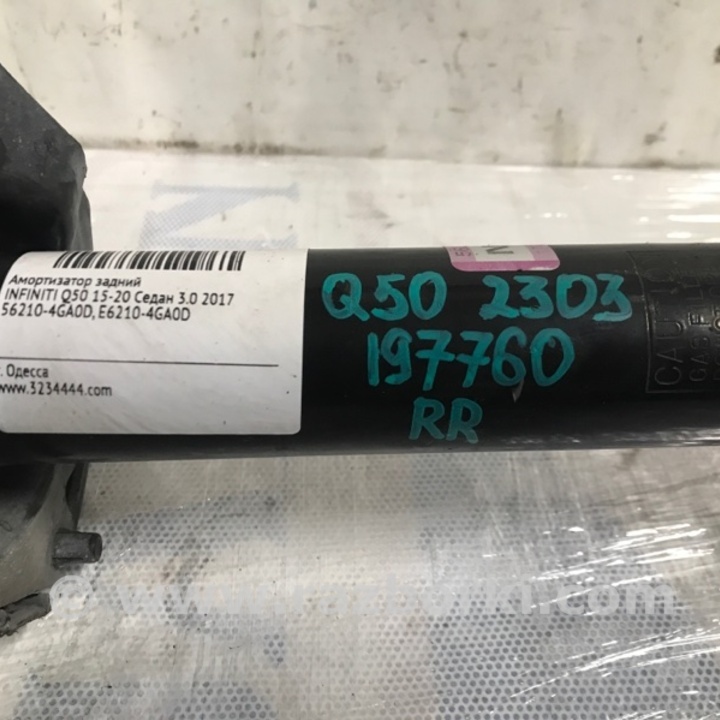 Амортизатор задний
INFINITI Q50 15-20 Седан 3.0 2017
56210-4GA0D, E6210-4GA0D
г. Одесса
www.3234444.com
Q50 2303
197760
RR